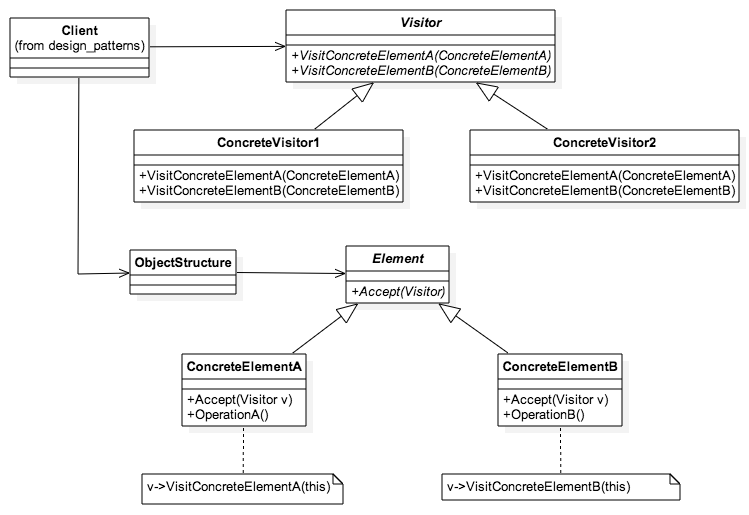 Client
(from design_patterns)
Visitor
+VisitConcreteElementA(ConcreteElementA)
+VisitConcreteElementB(ConcreteElementB)
ConcreteVisitor1
+VisitConcreteElementA(ConcreteElementA)
+VisitConcreteElementB(ConcreteElementB)
ConcreteVisitor2
+VisitConcreteElementA(ConcreteElementA)
+VisitConcreteElementB(ConcreteElementB)
ObjectStructure
Element
+Accept(Visitor)
ConcreteElementA
+Accept(Visitor v)
+OperationA()
ConcreteElementB
+Accept(Visitor v)
+OperationB()
v->VisitConcreteElementA(this)
v->VisitConcreteElementB(this)